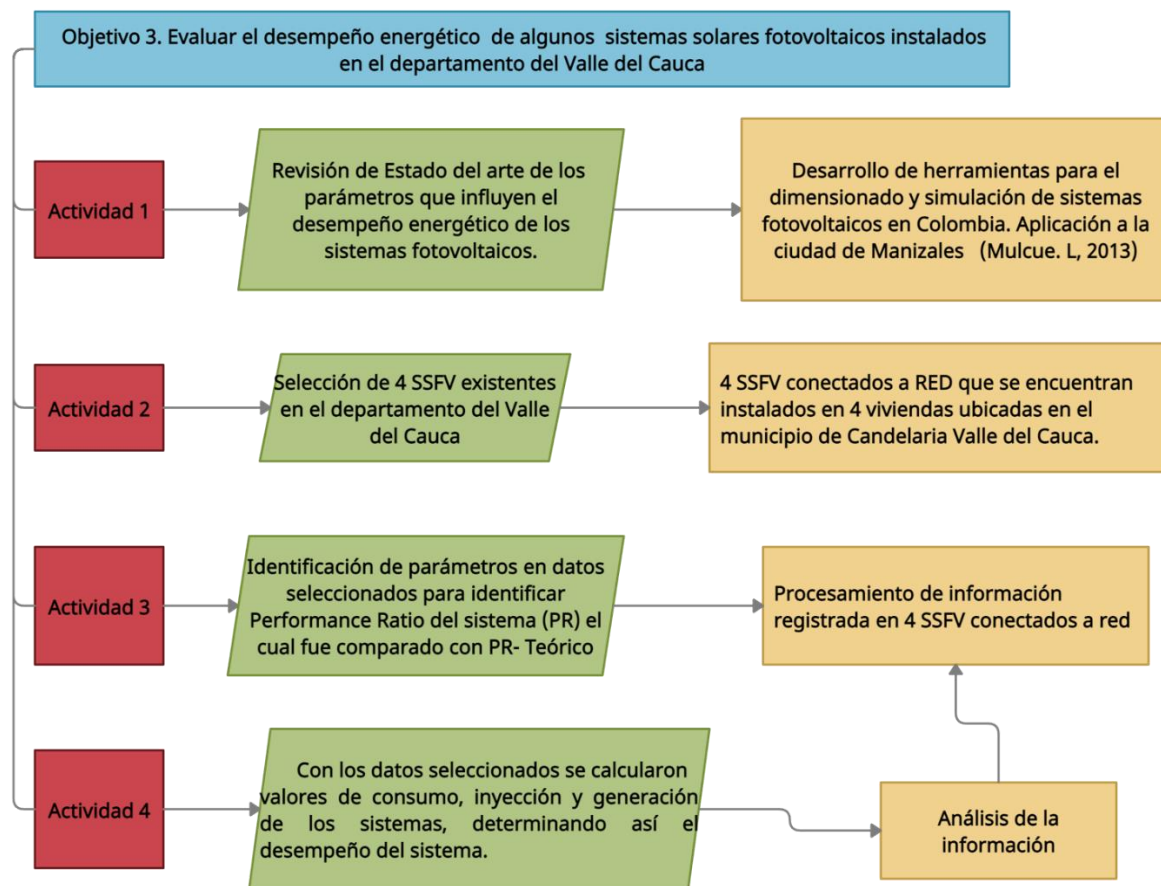 Objetivo 3. Evaluar el desempeño energético de algunos sistemas solares fotovoltaicos instalados
en el departamento del Valle del Cauca
Actividad 1
Revisión de Estado del arte de los
parámetros que influyen el
desempeño energético de los
sistemas fotovoltaicos.
Desarrollo de herramientas para el
dimensionado y simulación de sistemas
fotovoltaicos en Colombia. Aplicación a la
ciudad de Manizales (Mulcue. L, 2013)
Actividad 2
Selección de 4 SSFV existentes
en el departamento del Valle
del Cauca
4 SSFV conectados a RED que se encuentran
instalados en 4 viviendas ubicadas en el
municipio de Candelaria Valle del Cauca.
Actividad 3
Identificación de parámetros en datos
seleccionados para identificar
Performance Ratio del sistema (PR) el
cual fue comparado con PR- Teórico
Procesamiento de información
registrada en 4 SSFV conectados a red
Actividad 4
Con los datos seleccionados se calcularon
valores de consumo, inyección y generación
de los sistemas, determinando así el
desempeño del sistema.
Análisis de la
información